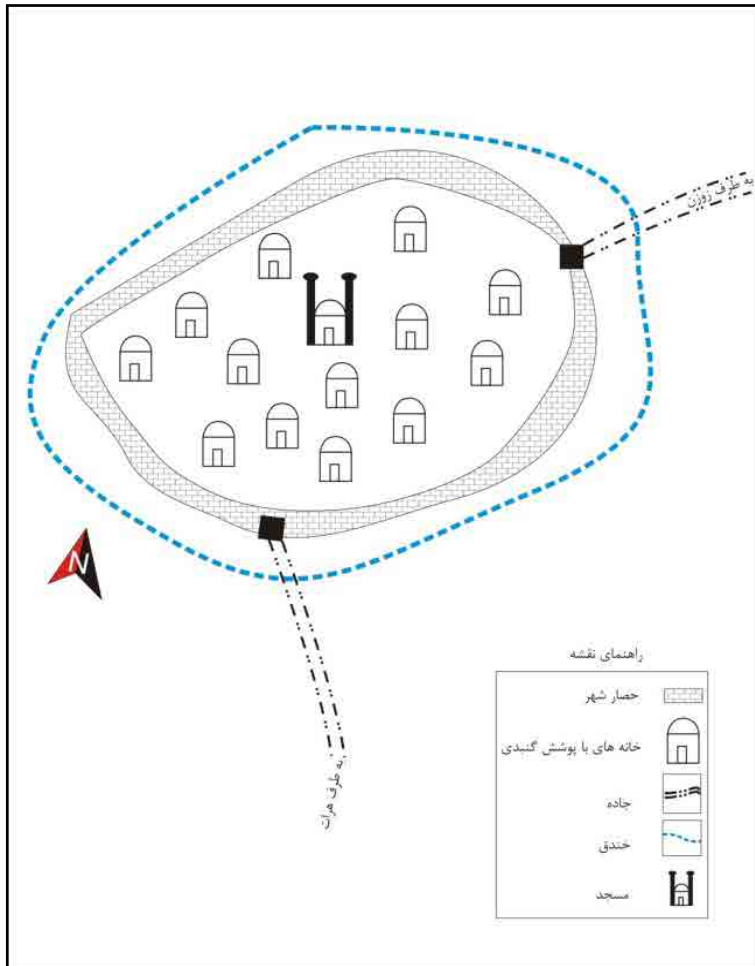 به طرف زوزن
N
به طرف هرات
راهنمای نقشه
حصار شهر
خانه های با پوشش گنبدی
جاده
خندق
مسجد